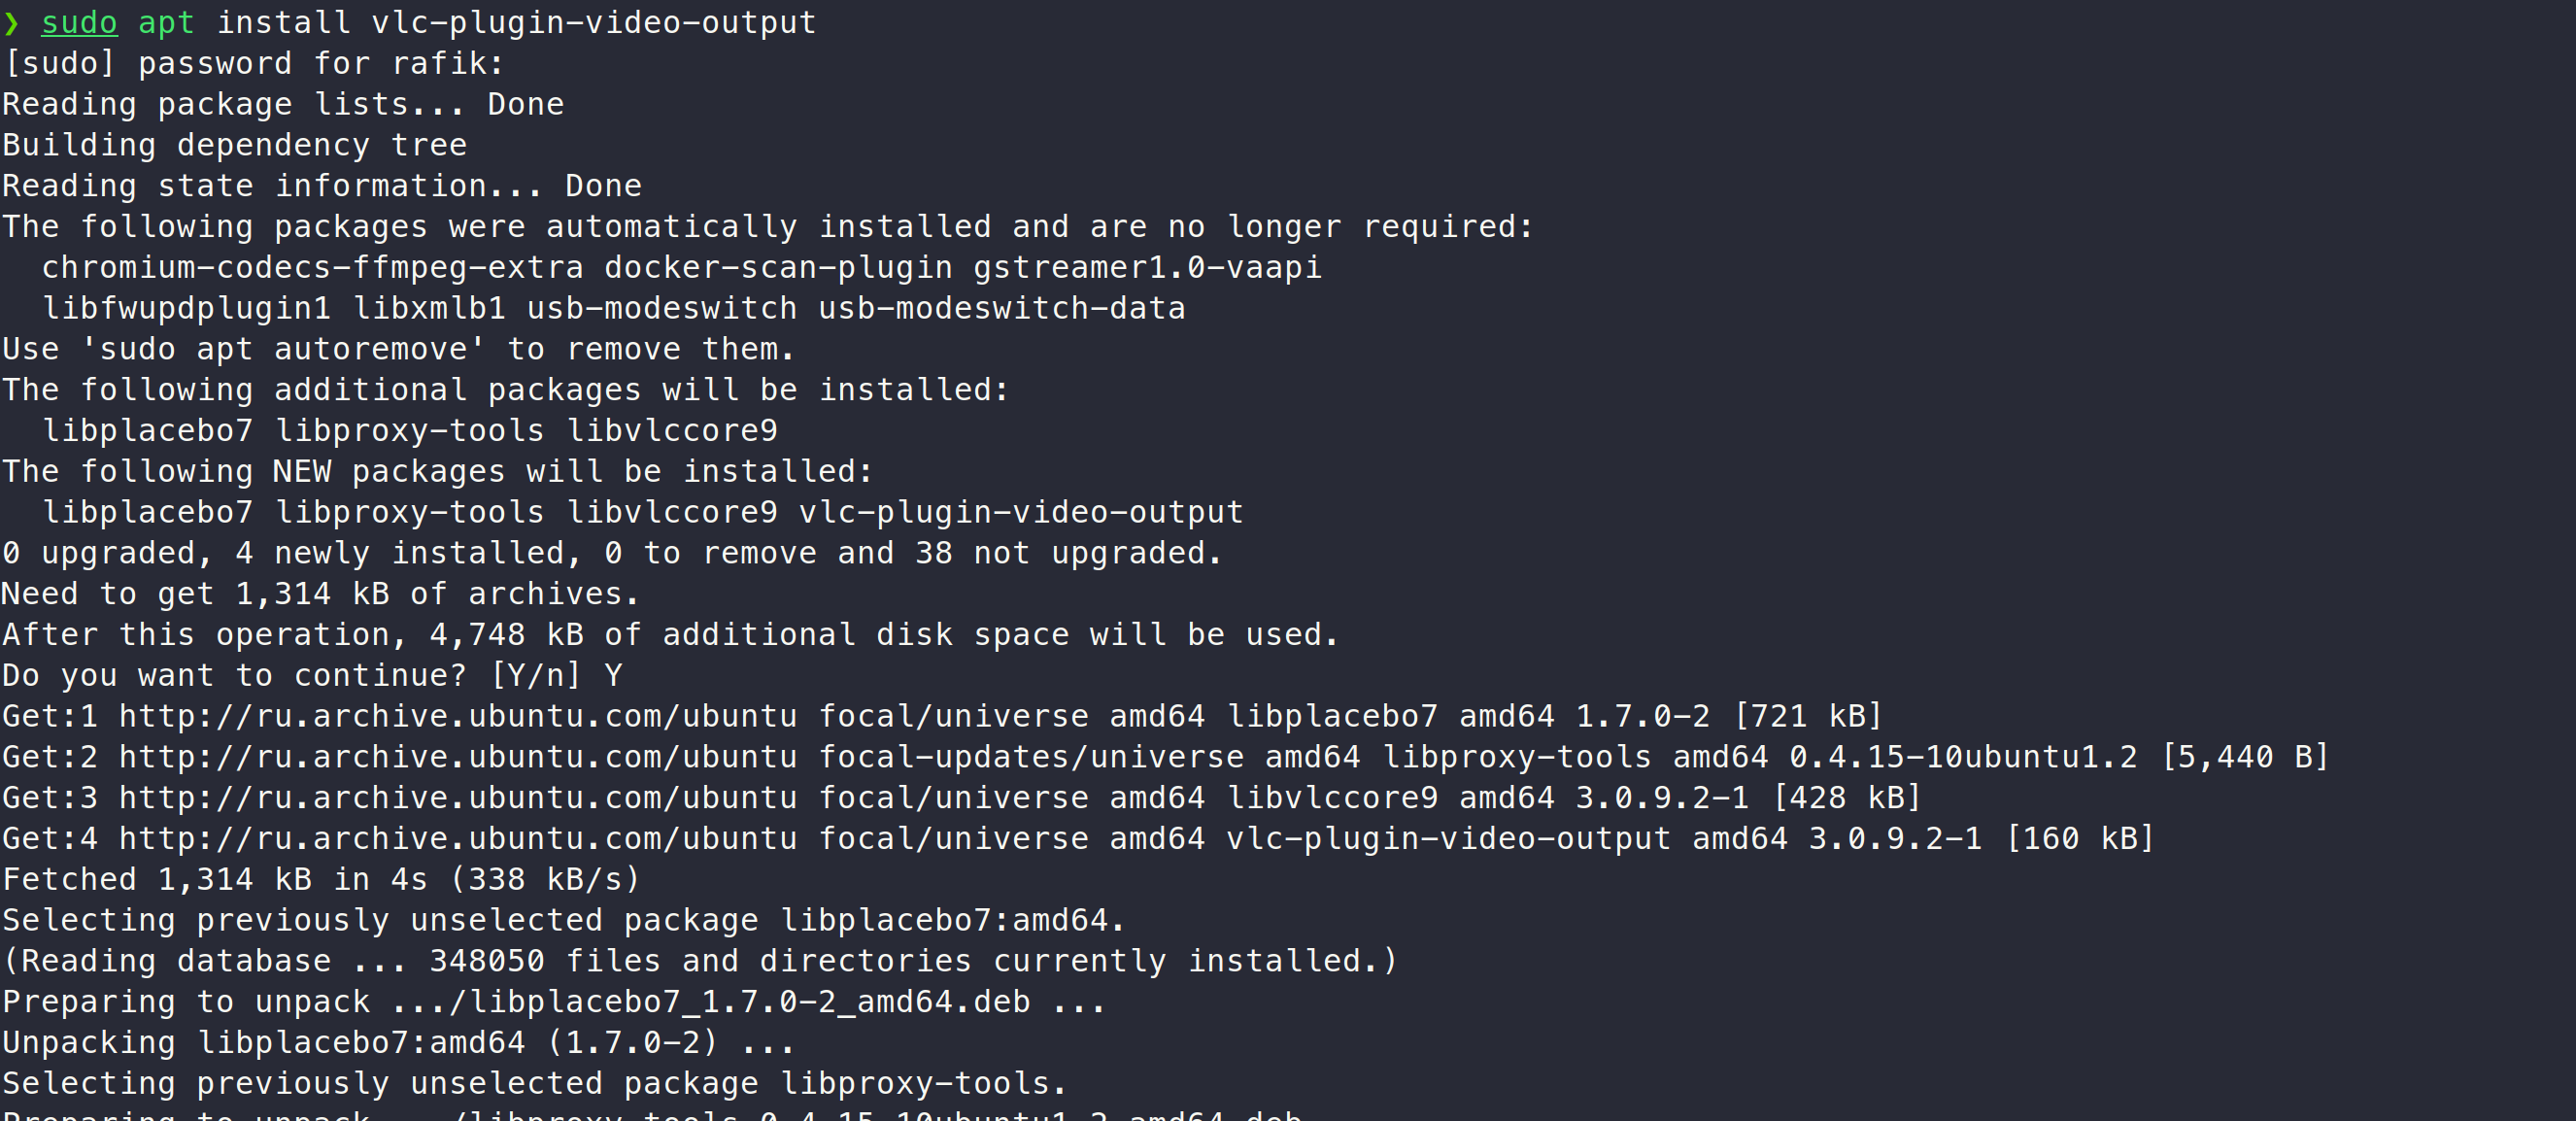 ❯ sudo apt install vlc-plugin-video-output
[sudo] password for rafik:
Reading package lists... Done
Building dependency tree
Reading state information... Done
The following packages were automatically installed and are no longer required:
  chromium-codecs-ffmpeg-extra docker-scan-plugin gstreamer1.0-vaapi
  libfwupdplugin1 libxmlb1 usb-modeswitch usb-modeswitch-data
Use 'sudo apt autoremove' to remove them.
The following additional packages will be installed:
  libplacebo7 libproxy-tools libvlccore9
The following NEW packages will be installed:
  libplacebo7 libproxy-tools libvlccore9 vlc-plugin-video-output
0 upgraded, 4 newly installed, 0 to remove and 38 not upgraded.
Need to get 1,314 kB of archives.
After this operation, 4,748 kB of additional disk space will be used.
Do you want to continue? [Y/n] Y
Get:1 http://ru.archive.ubuntu.com/ubuntu focal/universe amd64 libplacebo7 amd64 1.7.0-2 [721 kB]
Get:2 http://ru.archive.ubuntu.com/ubuntu focal-updates/universe amd64 libproxy-tools amd64 0.4.15-10ubuntu1.2 [5,440 B]
Get:3 http://ru.archive.ubuntu.com/ubuntu focal/universe amd64 libvlccore9 amd64 3.0.9.2-1 [428 kB]
Get:4 http://ru.archive.ubuntu.com/ubuntu focal/universe amd64 vlc-plugin-video-output amd64 3.0.9.2-1 [160 kB]
Fetched 1,314 kB in 4s (338 kB/s)
Selecting previously unselected package libplacebo7:amd64.
(Reading database ... 348050 files and directories currently installed.)
Preparing to unpack .../libplacebo7_1.7.0-2_amd64.deb ...
Unpacking libplacebo7:amd64 (1.7.0-2) ...
Selecting previously unselected package libproxy-tools.
Preparing to unpack .../libproxy-tools_0.4.15-10ubuntu1.2_amd64.deb ...